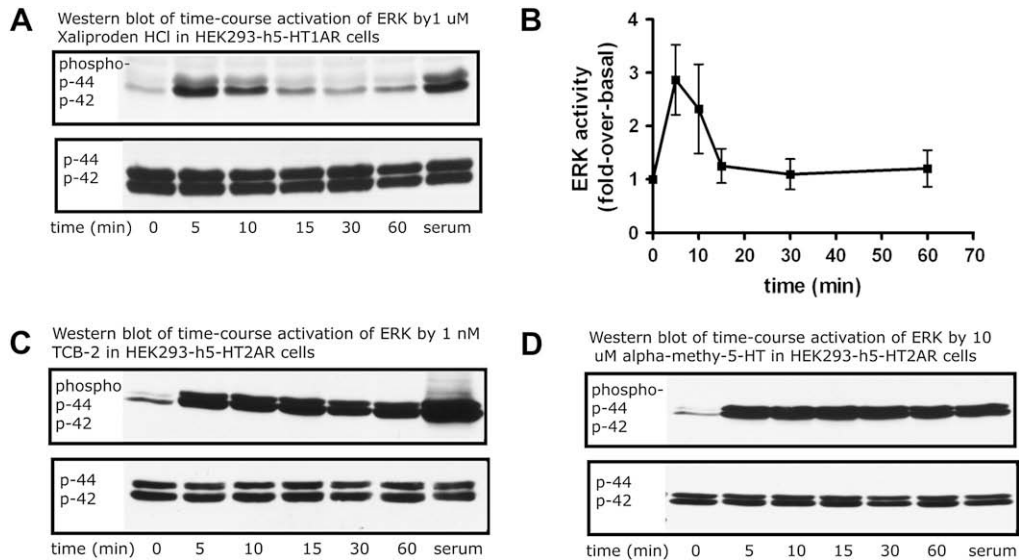 A
Western blot of time-course activation of ERK by1 uM
Xaliproden HCl in HEK293-h5-HT1AR cells
phospho-
p-44
p-42
p-44
p-42
time (min) 0 5 10 15 30 60 serum
B
ERK activity
(fold-over-basal)
4
3
2
1
0
0 10 20 30 40 50 60 70
time (min)
C
Western blot of time-course activation of ERK by 1 nM
TCB-2 in HEK293-h5-HT2AR cells
phospho
p-44
p-42
p-44
p-42
time (min) 0 5 10 15 30 60 serum
D
Western blot of time-course activation of ERK by 10
uM alpha-methy-5-HT in HEK293-h5-HT2AR cells
phospho-
p-44
p-42
p-44
p-42
time (min) 0 5 10 15 30 60 serum